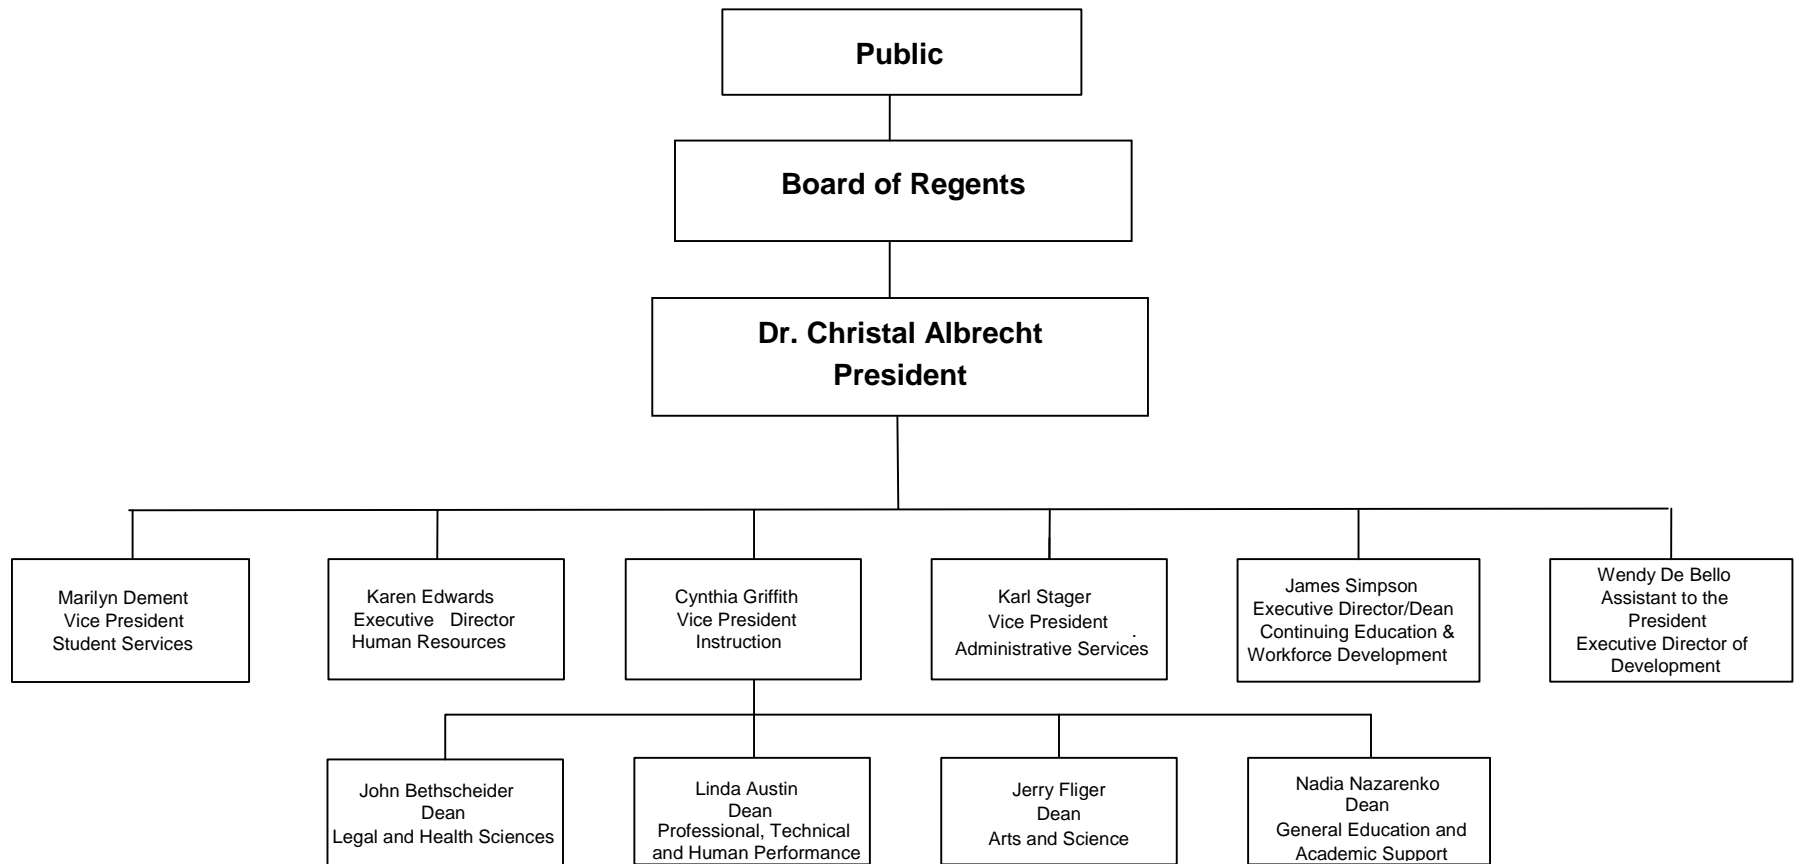 Public
Board of Regents
Dr. Christal Albrecht
President
Marilyn Dement
Vice President
Student Services
Karen Edwards
Executive Director
Human Resources
Cynthia Griffith
Vice President
Instruction
Karl Stager
Vice President
Administrative Services
James Simpson
Executive Director/Dean
Continuing Education &
Workforce Development
Wendy De Bello
Assistant to the
President
Executive Director of
Development
John Bethscheider
Dean
Legal and Health Sciences
Linda Austin
Dean
Professional, Technical
and Human Performance
Jerry Fliger
Dean
Arts and Science
Nadia Nazarenko
Dean
General Education and
Academic Support